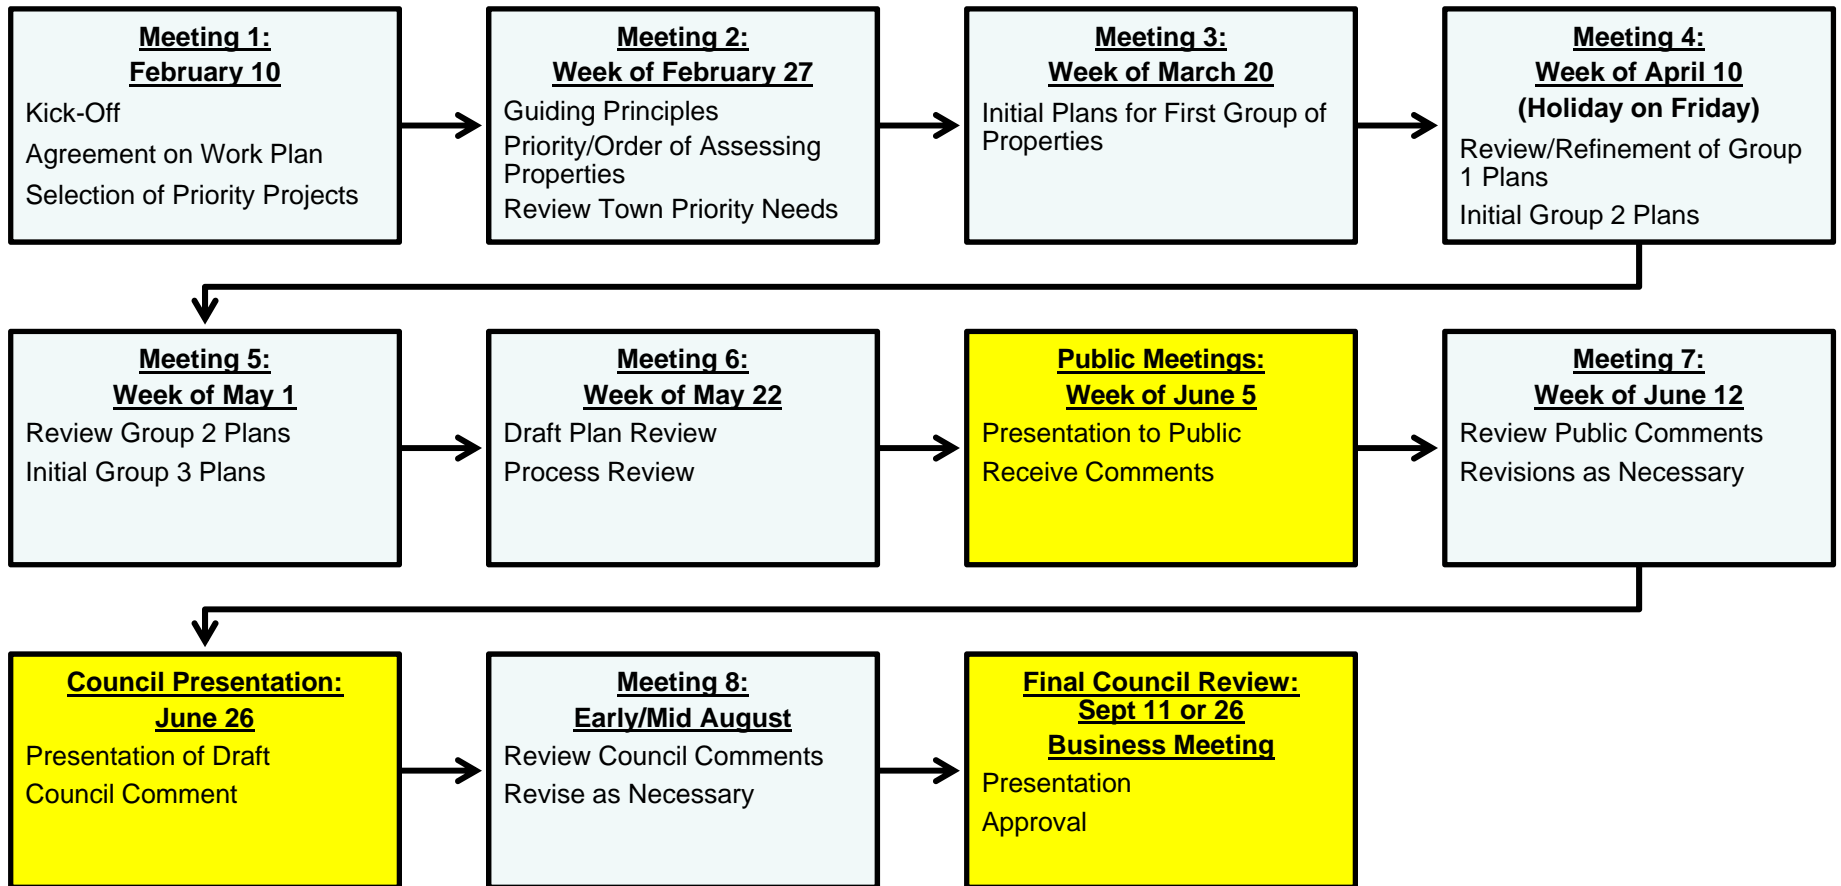 Meeting 1:
February 10
Kick-Off
Agreement on Work Plan
Selection of Priority Projects
Meeting 2:
Week of February 27
Guiding Principles
Priority/Order of Assessing
Properties
Review Town Priority Needs
Meeting 3:
Week of March 20
Initial Plans for First Group of
Properties
Meeting 4:
Week of April 10
(Holiday on Friday)
Review/Refinement of Group
1 Plans
Initial Group 2 Plans
Meeting 5:
Week of May 1
Review Group 2 Plans
Initial Group 3 Plans
Meeting 6:
Week of May 22
Draft Plan Review
Process Review
Public Meetings:
Week of June 5
Presentation to Public
Receive Comments
Meeting 7:
Week of June 12
Review Public Comments
Revisions as Necessary
Council Presentation:
June 26
Presentation of Draft
Council Comment
Meeting 8:
Early/Mid August
Review Council Comments
Revise as Necessary
Final Council Review:
Sept 11 or 26
Business Meeting
Presentation
Approval